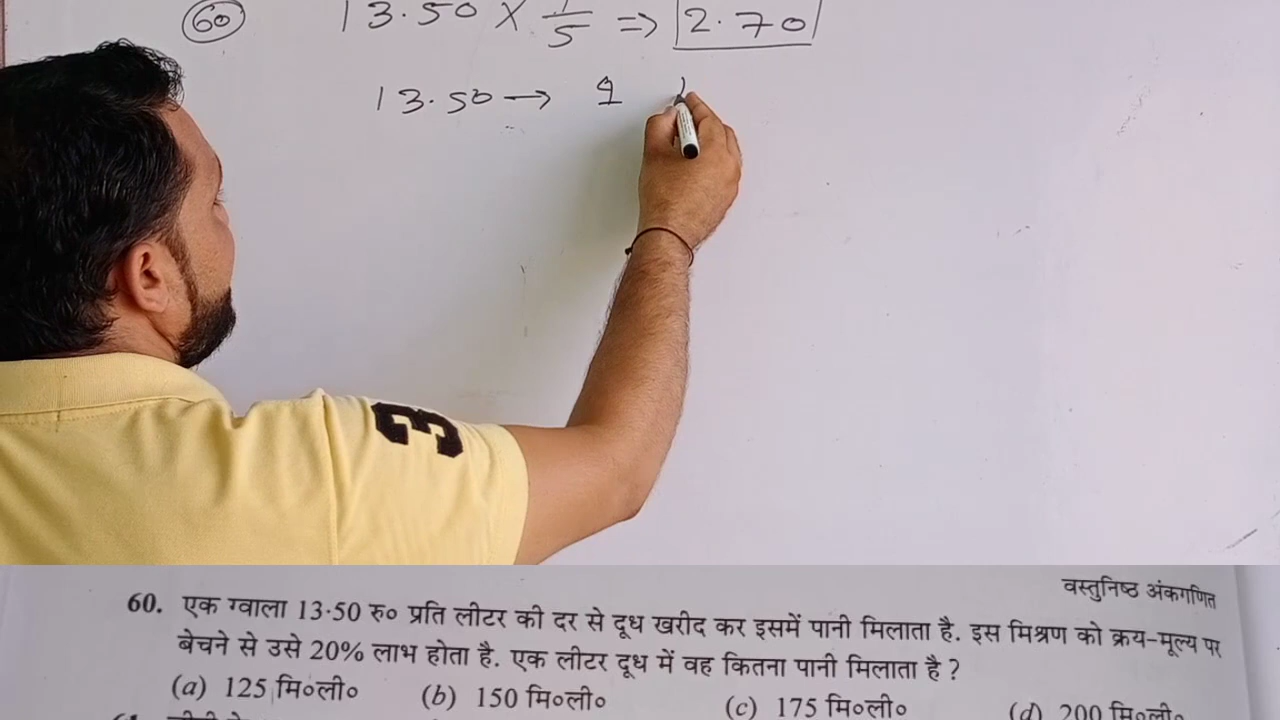 60 13.50 × 1/5 ⇒ 2.70
13.50 → 1
3
वस्तुनिष्ठ अंकगणित
60. एक ग्वाला 13·50 रु० प्रति लीटर की दर से दूध खरीद कर इसमें पानी मिलाता है. इस मिश्रण को क्रय-मूल्य पर
बेचने से उसे 20% लाभ होता है. एक लीटर दूध में वह कितना पानी मिलाता है ?
(a) 125 मि०ली० (b) 150 मि०ली० (c) 175 मि०ली० (d) 200 मि०ली०